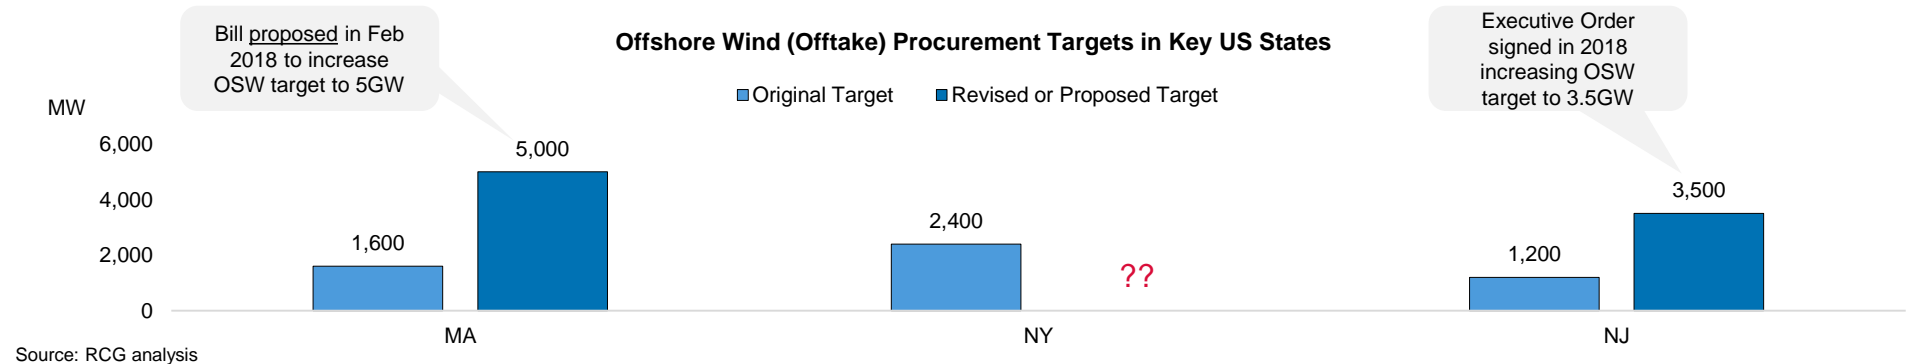 Bill proposed in Feb
2018 to increase
OSW target to 5GW
Offshore Wind (Offtake) Procurement Targets in Key US States
Executive Order
signed in 2018
increasing OSW
target to 3.5GW
Original Target
Revised or Proposed Target
MW
6,000
4,000
2,000
0
1,600
5,000
2,400
??
1,200
3,500
MA
NY
NJ
Source: RCG analysis